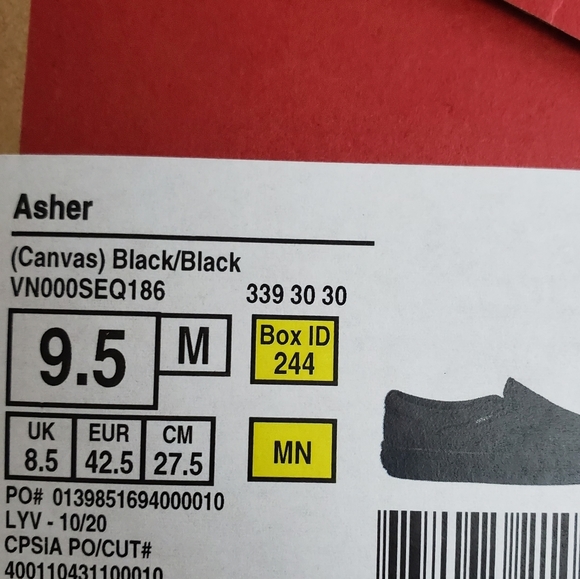 Asher
(Canvas) Black/Black
VN000SEQ186 339 30 30
9.5 M Box ID 244
UK EUR CM
8.5 42.5 27.5
MN
PO# 0139851694000010
LYV - 10/20
CPSIA PO/CUT#
400110431100010